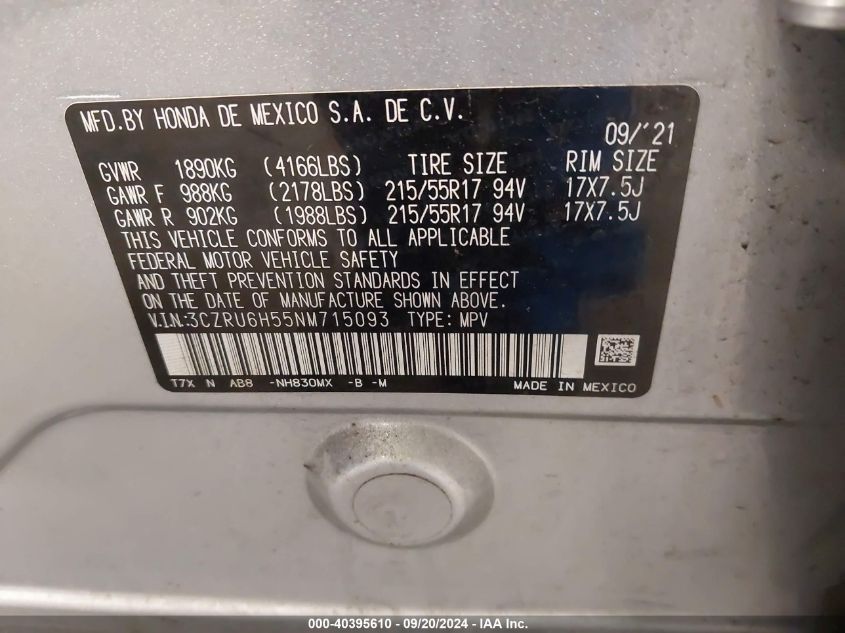 MFD.BY HONDA DE MEXICO S.A. DE C.V.
09/'21
GVWR 1890KG (4166LBS) TIRE SIZE RIM SIZE
GAWR F 988KG (2178LBS) 215/55R17 94V 17X7.5J
GAWR R 902KG (1988LBS) 215/55R17 94V 17X7.5J
THIS VEHICLE CONFORMS TO ALL APPLICABLE
FEDERAL MOTOR VEHICLE SAFETY
AND THEFT PREVENTION STANDARDS IN EFFECT
ON THE DATE OF MANUFACTURE SHOWN ABOVE.
V.I.N:3CZRU6H55NM715093 TYPE: MPV
T7X N AB8 -NH830MX -B -M MADE IN MEXICO
000-40395610 - 09/20/2024 - IAA Inc.